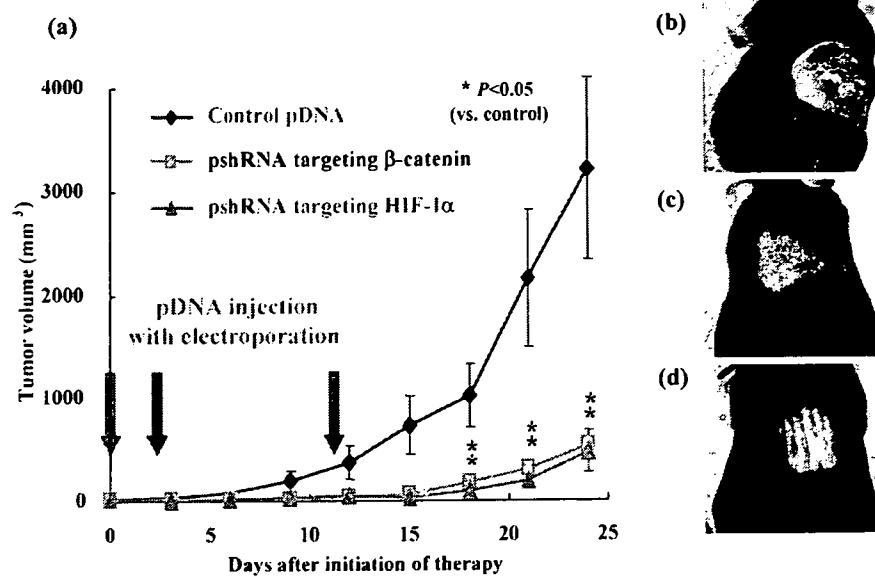 (a)
4000
3000
2000
1000
0
Tumor volume (mm³)
* P<0.05
(vs. control)
Control pDNA
pshRNA targeting β-catenin
pshRNA targeting HIF-1α
pDNA injection
with electroporation
* *
* *
* *
0 5 10 15 20 25
Days after initiation of therapy
(b)
(c)
(d)